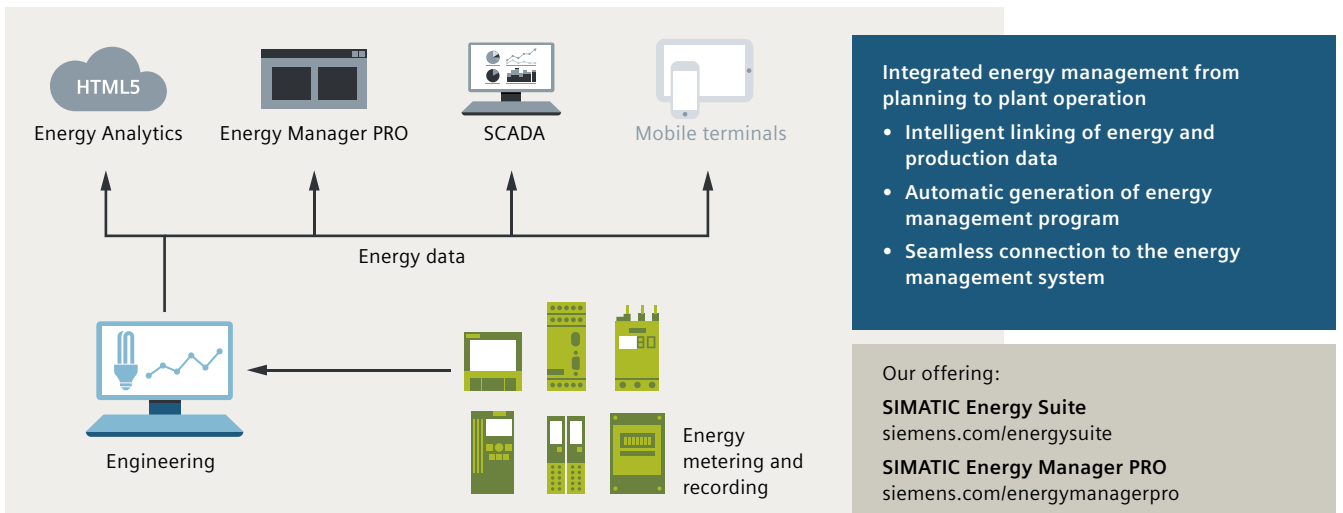 HTML5
Energy Analytics
Energy Manager PRO
SCADA
Mobile terminals
Energy data
Engineering
Energy
metering and
recording
Integrated energy management from
planning to plant operation
• Intelligent linking of energy and
production data
• Automatic generation of energy
management program
• Seamless connection to the energy
management system
Our offering:
SIMATIC Energy Suite
siemens.com/energysuite
SIMATIC Energy Manager PRO
siemens.com/energymanagerpro